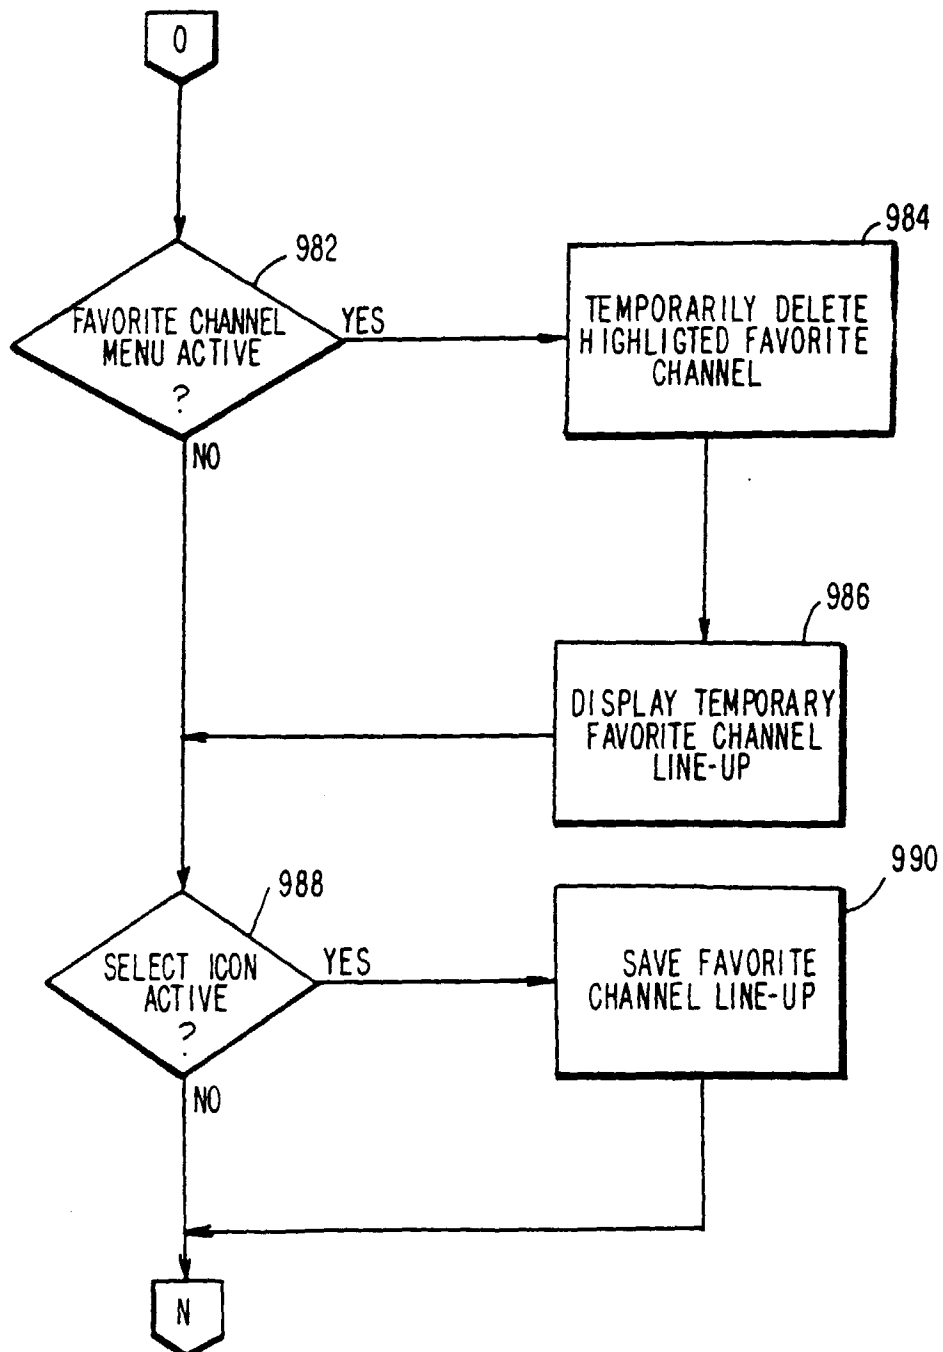 O
982
FAVORITE CHANNEL
MENU ACTIVE
?
YES
NO
984
TEMPORARILY DELETE
HIGHLIGTED FAVORITE
CHANNEL
986
DISPLAY TEMPORARY
FAVORITE CHANNEL
LINE-UP
988
SELECT ICON
ACTIVE
?
YES
NO
990
SAVE FAVORITE
CHANNEL LINE-UP
N